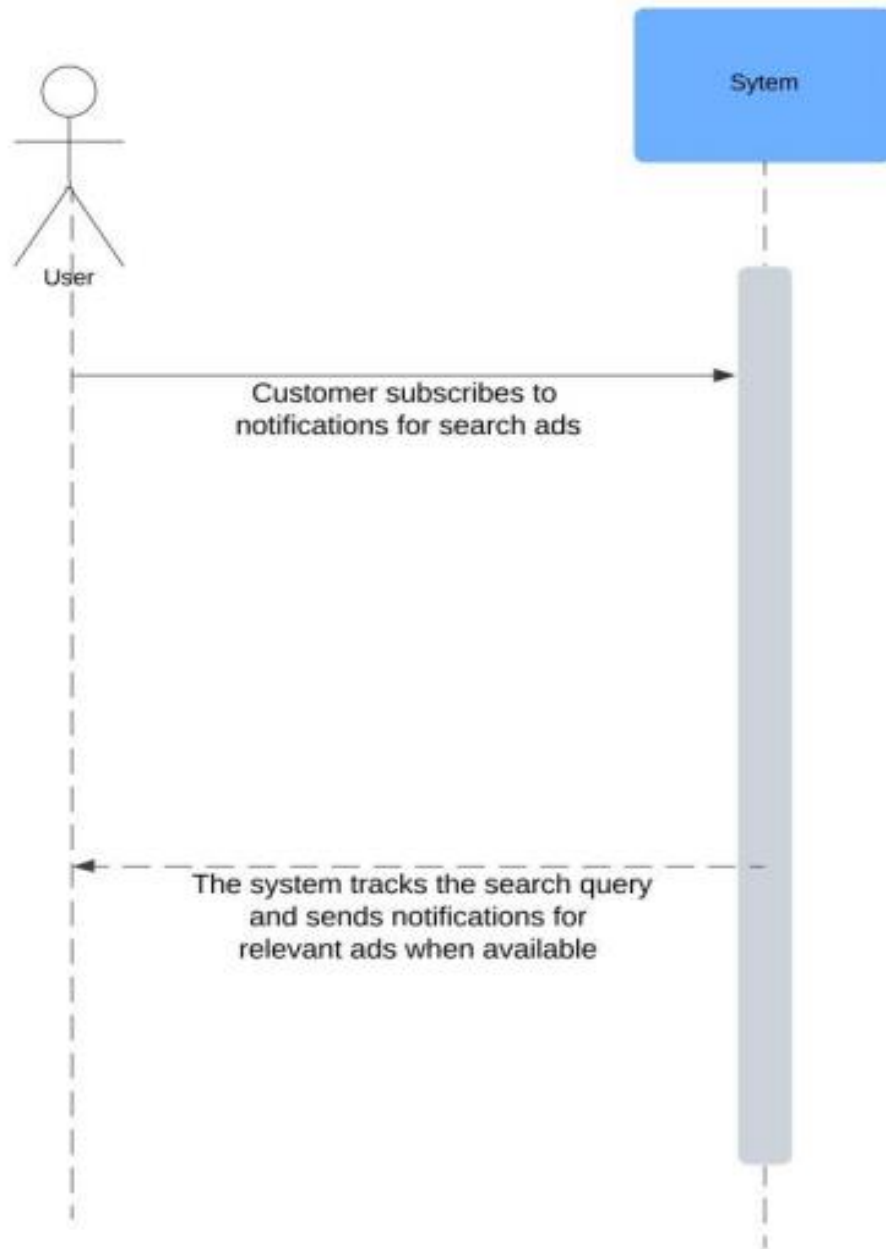 Sytem
User
Customer subscribes to
notifications for search ads
The system tracks the search query
and sends notifications for
relevant ads when available